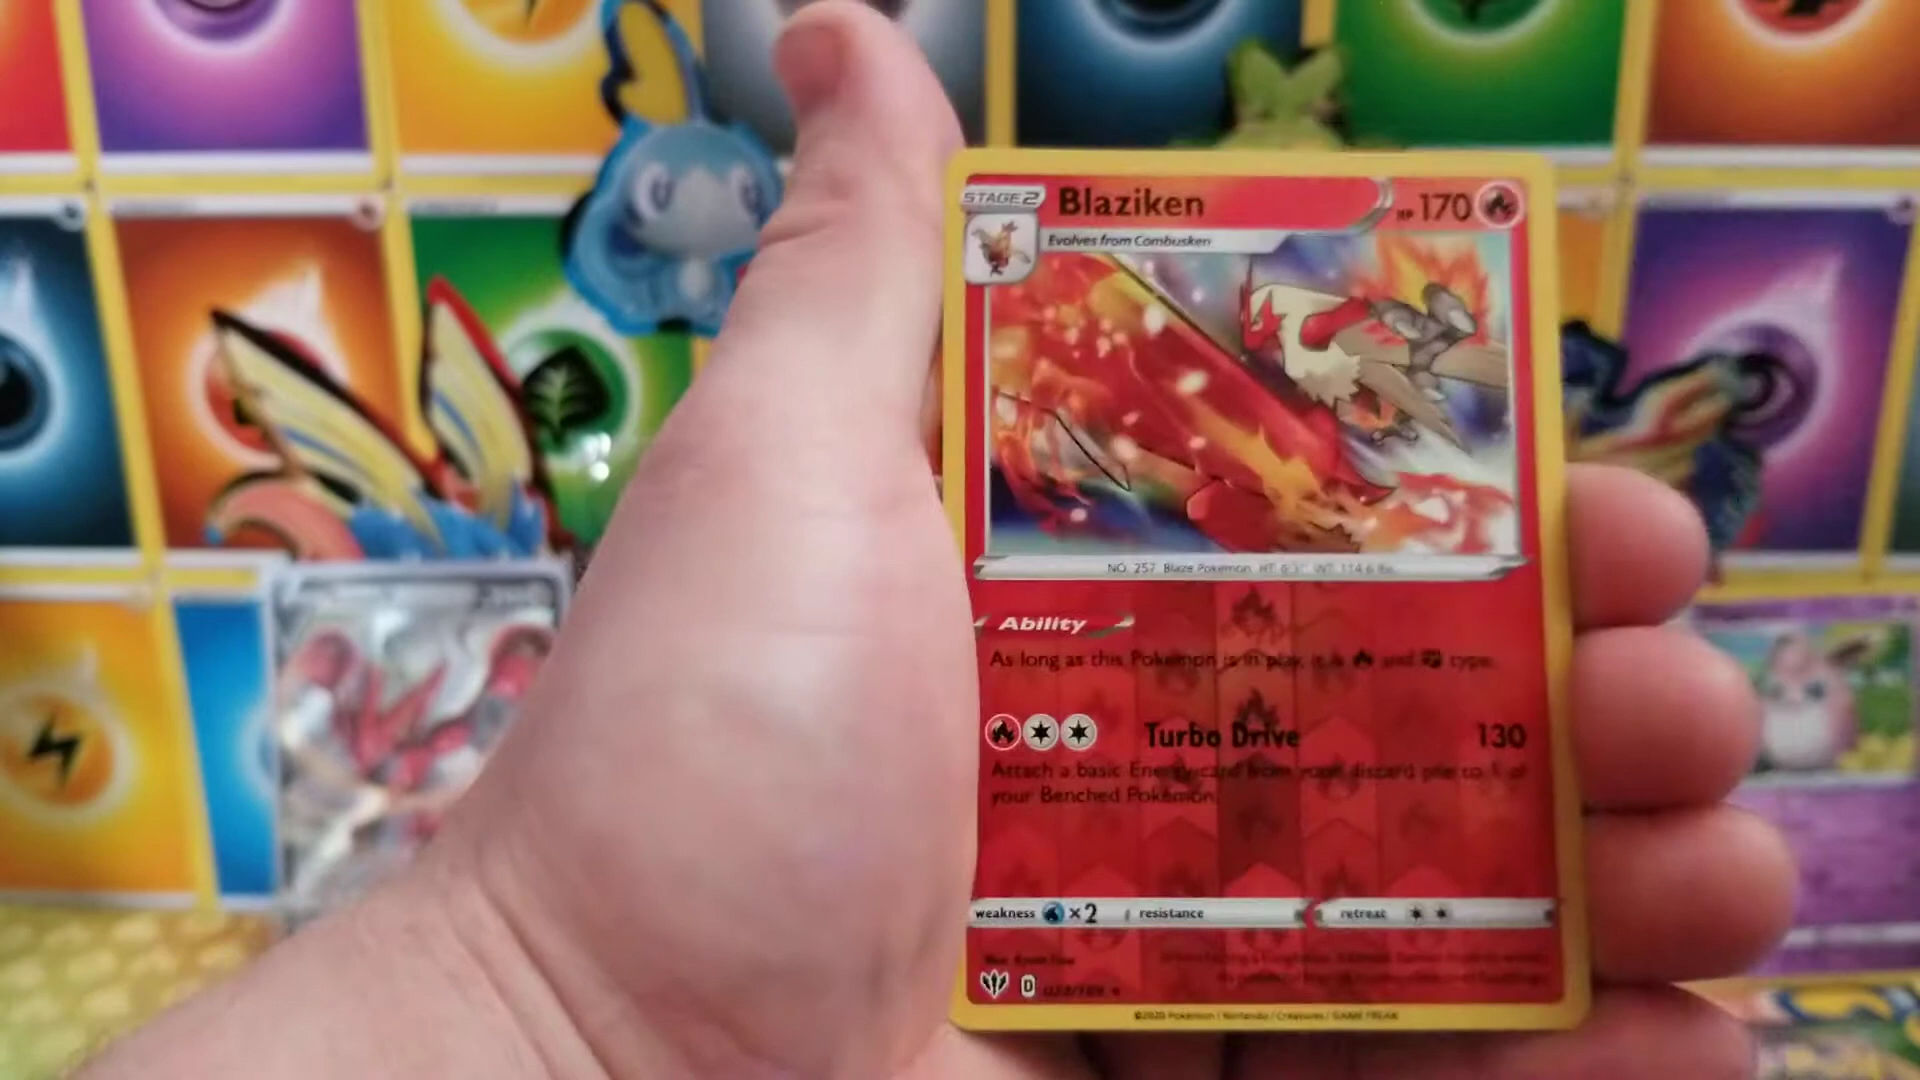 STAGE 2
Blaziken
HP 170
Evolves from Combusken
NO. 257 Blaze Pokémon HT: 6'3" WT: 114.6 lbs.
Ability
As long as this Pokémon is in play, it is and type.
Turbo Drive 130
Attach a basic Energy card from your discard pile to 1 of
your Benched Pokémon.
weakness ×2 resistance retreat
D
©2020 Pokémon / Nintendo / Creatures / GAME FREAK